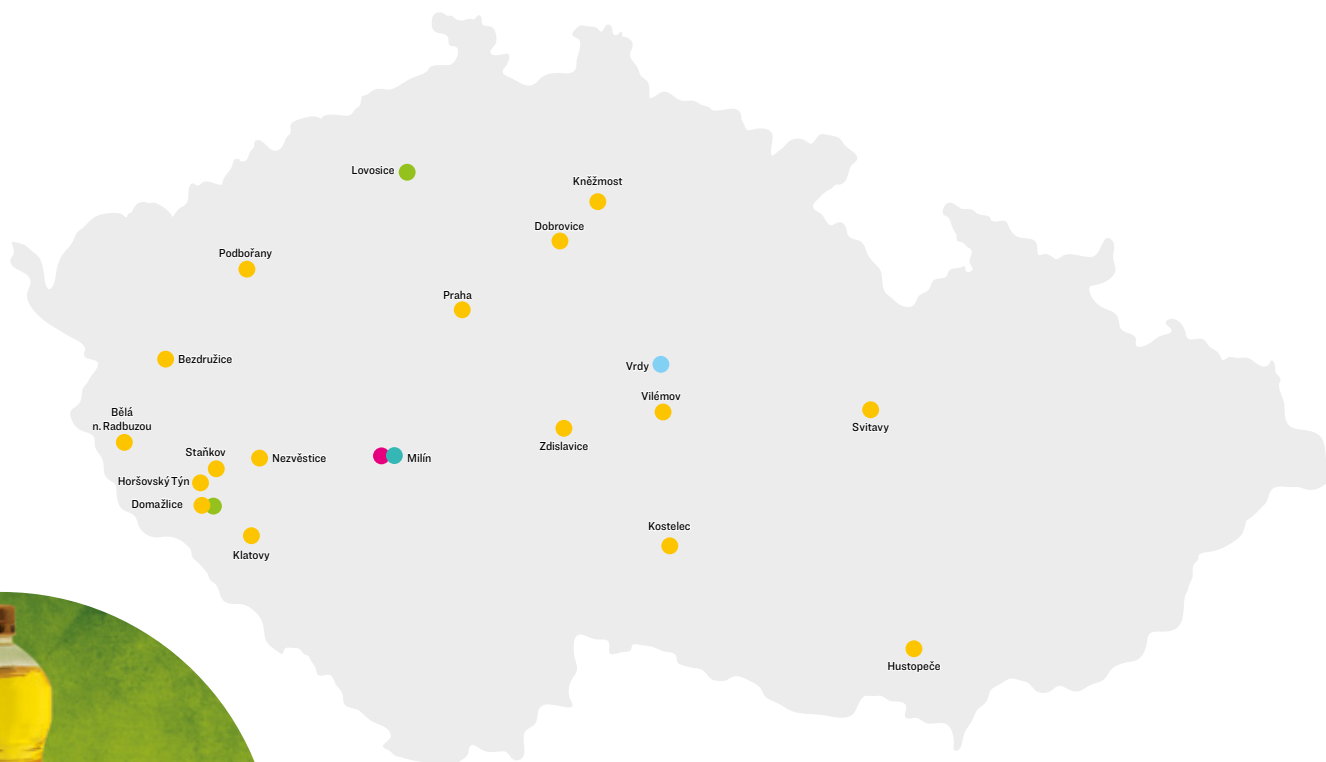 Lovosice
Kněžmost
Dobrovice
Podbořany
Praha
Bezdružice
Vrdy
Vilémov
Bělá
n. Radbuzou
Svitavy
Zdislavice
Staňkov
Nezvěstice
Milín
Horšovský Týn
Domažlice
Kostelec
Klatovy
Hustopeče